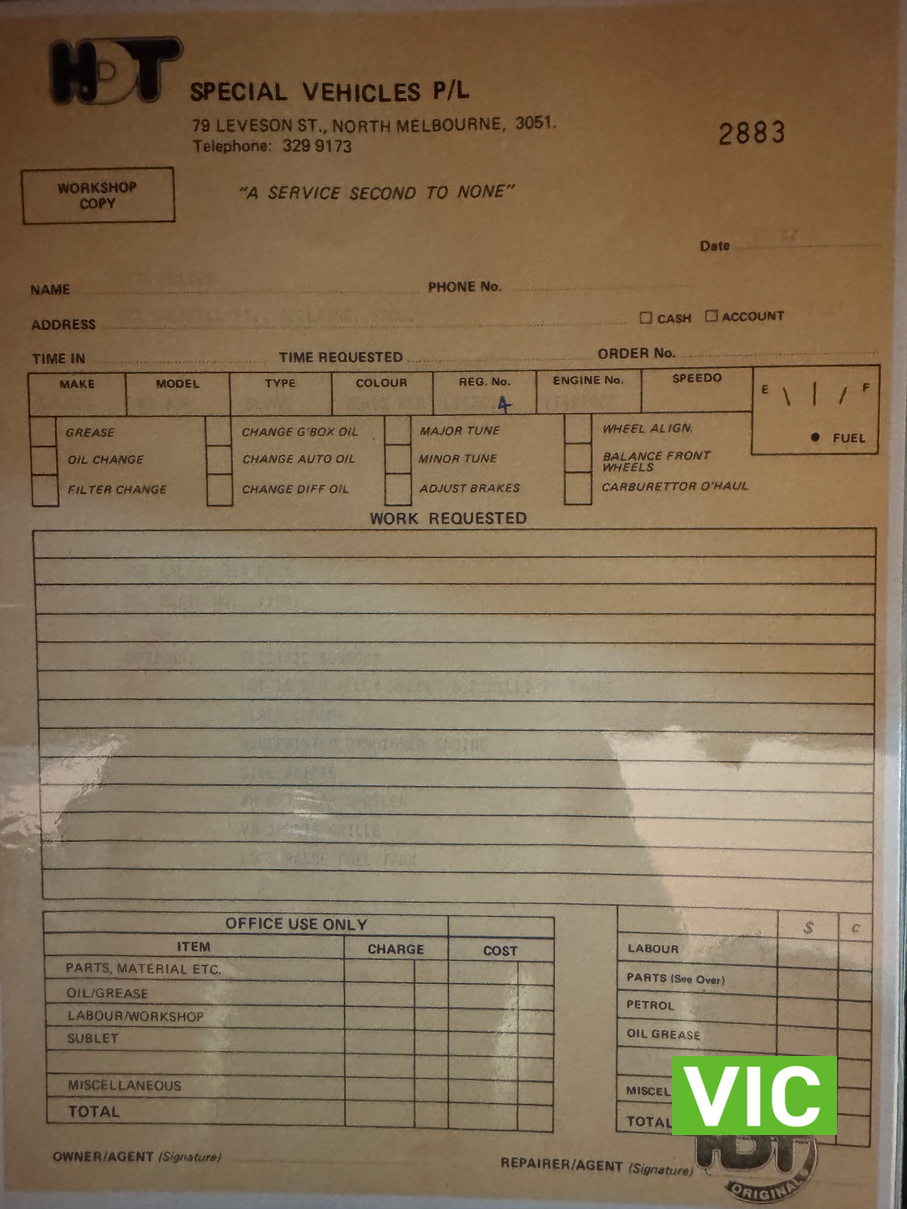 HDT
SPECIAL VEHICLES P/L
79 LEVESON ST., NORTH MELBOURNE, 3051.
Telephone: 329 9173
2883
WORKSHOP
COPY
"A SERVICE SECOND TO NONE"
Date
NAME PHONE No.
ADDRESS CASH ACCOUNT
TIME IN TIME REQUESTED ORDER No.
MAKE MODEL TYPE COLOUR REG. No. ENGINE No. SPEEDO E F
4
GREASE CHANGE G'BOX OIL MAJOR TUNE WHEEL ALIGN. FUEL
OIL CHANGE CHANGE AUTO OIL MINOR TUNE BALANCE FRONT
WHEELS
FILTER CHANGE CHANGE DIFF OIL ADJUST BRAKES CARBURETTOR O'HAUL
WORK REQUESTED
OFFICE USE ONLY $ c
ITEM CHARGE COST LABOUR
PARTS, MATERIAL ETC. PARTS (See Over)
OIL/GREASE PETROL
LABOUR/WORKSHOP OIL GREASE
SUBLET
MISCELLANEOUS MISCEL
TOTAL TOTAL
VIC
OWNER/AGENT (Signature) REPAIRER/AGENT (Signature)
HDT
ORIGINAL